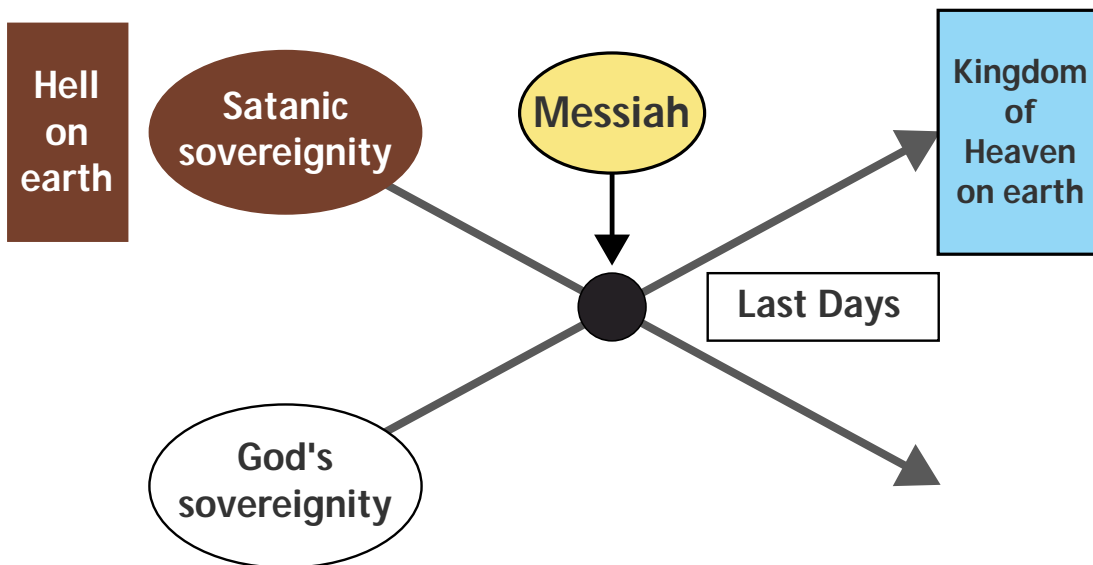 Hell
on
earth
Satanic
sovereignity
Messiah
Kingdom
of
Heaven
on earth
Last Days
God's
sovereignity